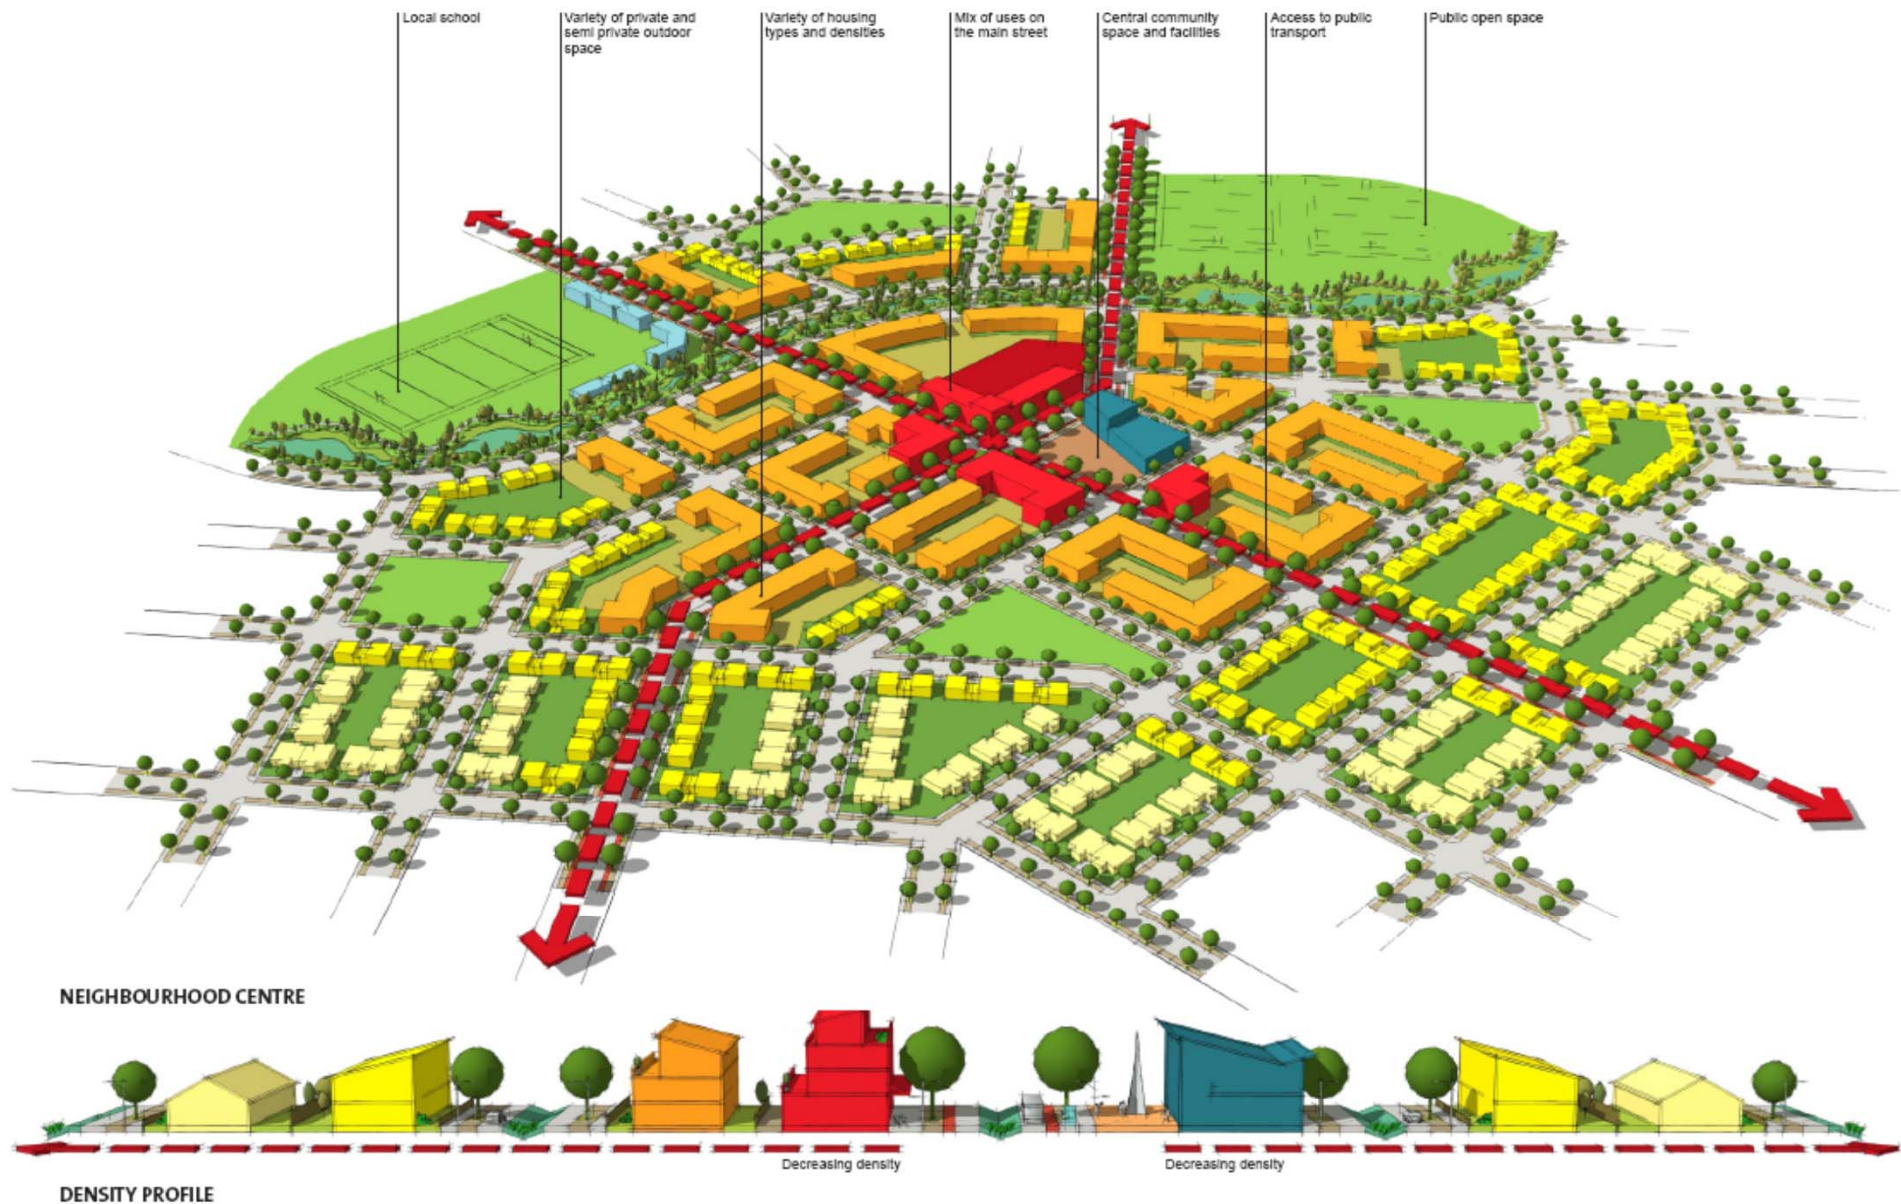 Local school
Variety of private and
semi private outdoor
space
Variety of housing
types and densities
Mix of uses on
the main street
Central community
space and facilities
Access to public
transport
Public open space
NEIGHBOURHOOD CENTRE
Decreasing density
Decreasing density
DENSITY PROFILE